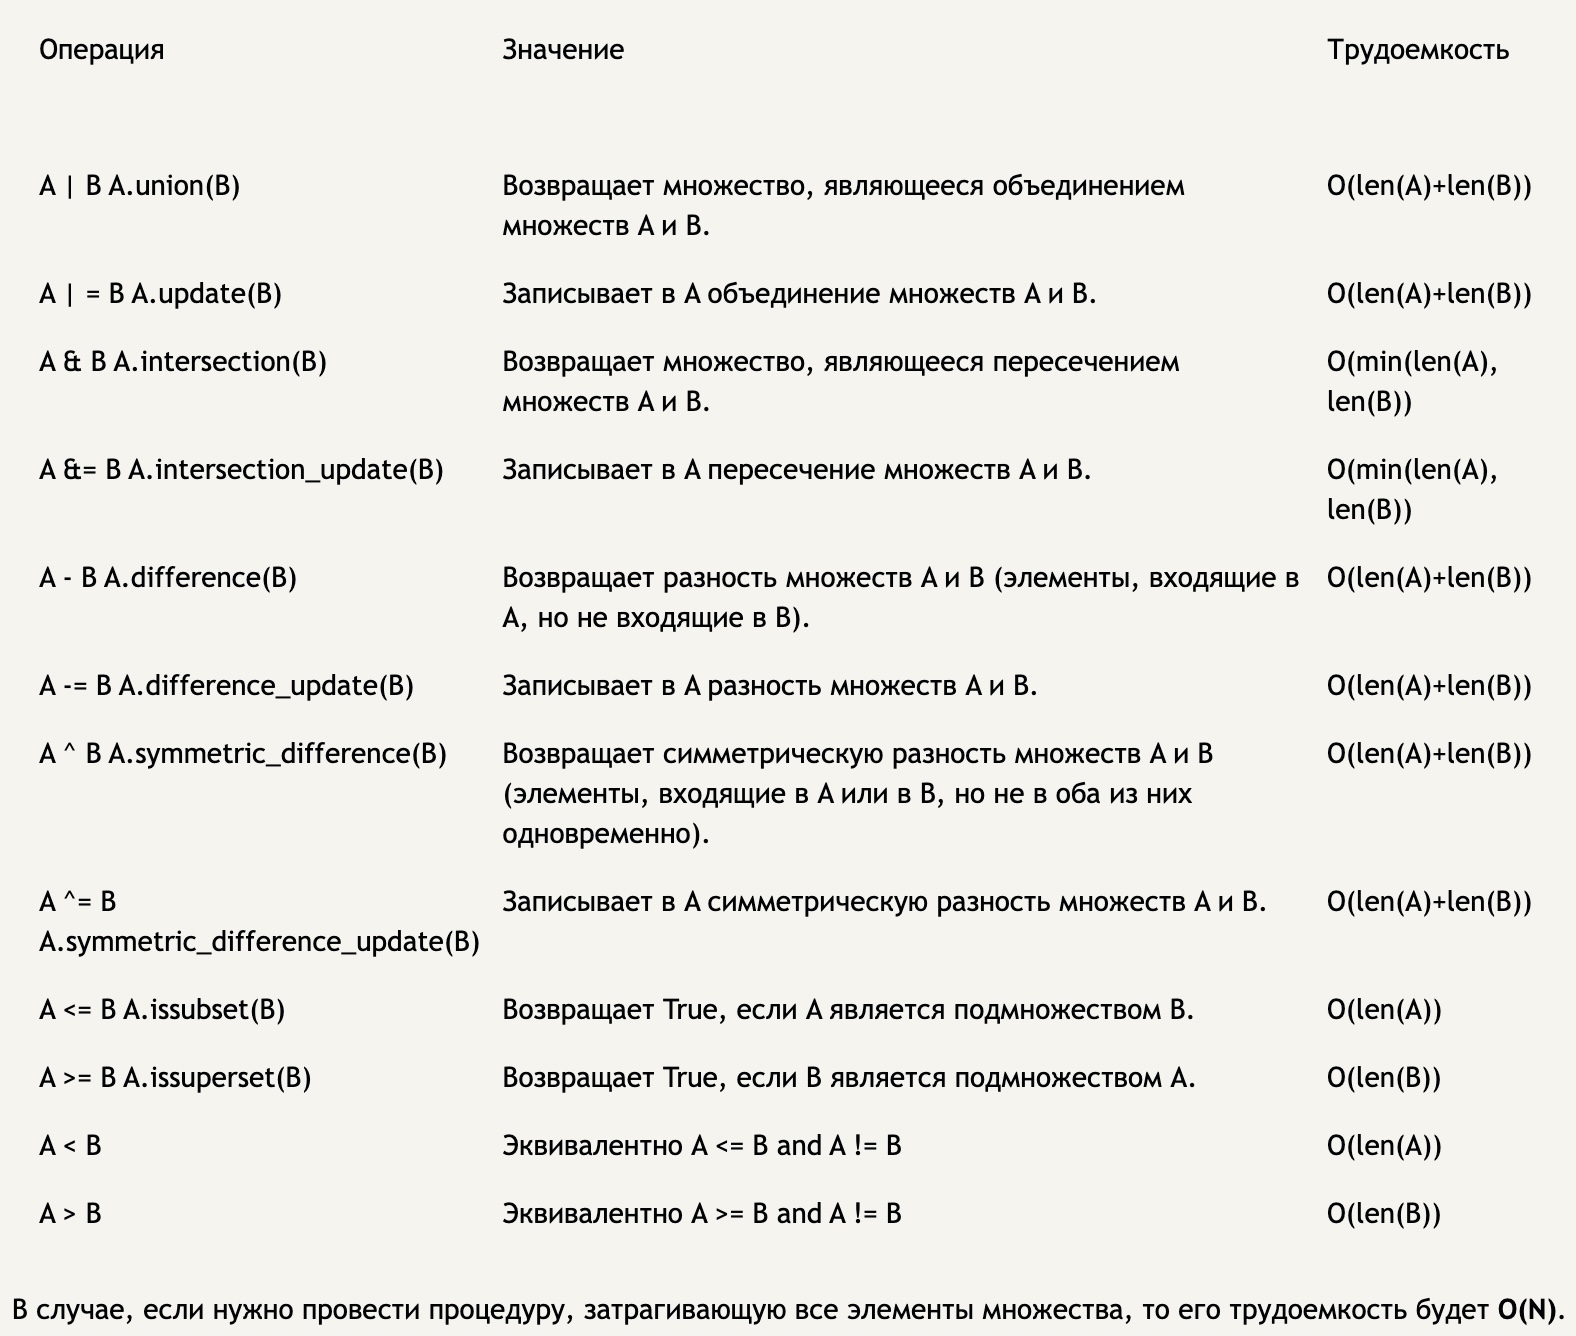 Операция Значение Трудоемкость
A | B A.union(B) Возвращает множество, являющееся объединением O(len(A)+len(B))
множеств A и B.
A | = B A.update(B) Записывает в A объединение множеств A и B. O(len(A)+len(B))
A & B A.intersection(B) Возвращает множество, являющееся пересечением O(min(len(A),
множеств A и B. len(B))
A &= B A.intersection_update(B) Записывает в A пересечение множеств A и B. O(min(len(A),
len(B))
A - B A.difference(B) Возвращает разность множеств A и B (элементы, входящие в O(len(A)+len(B))
A, но не входящие в B).
A -= B A.difference_update(B) Записывает в A разность множеств A и B. O(len(A)+len(B))
A ^ B A.symmetric_difference(B) Возвращает симметрическую разность множеств A и B O(len(A)+len(B))
(элементы, входящие в A или в B, но не в оба из них
одновременно).
A ^= B Записывает в A симметрическую разность множеств A и B. O(len(A)+len(B))
A.symmetric_difference_update(B)
A <= B A.issubset(B) Возвращает True, если A является подмножеством B. O(len(A))
A >= B A.issuperset(B) Возвращает True, если B является подмножеством A. O(len(B))
A < B Эквивалентно A <= B and A != B O(len(A))
A > B Эквивалентно A >= B and A != B O(len(B))
В случае, если нужно провести процедуру, затрагивающую все элементы множества, то его трудоемкость будет O(N).